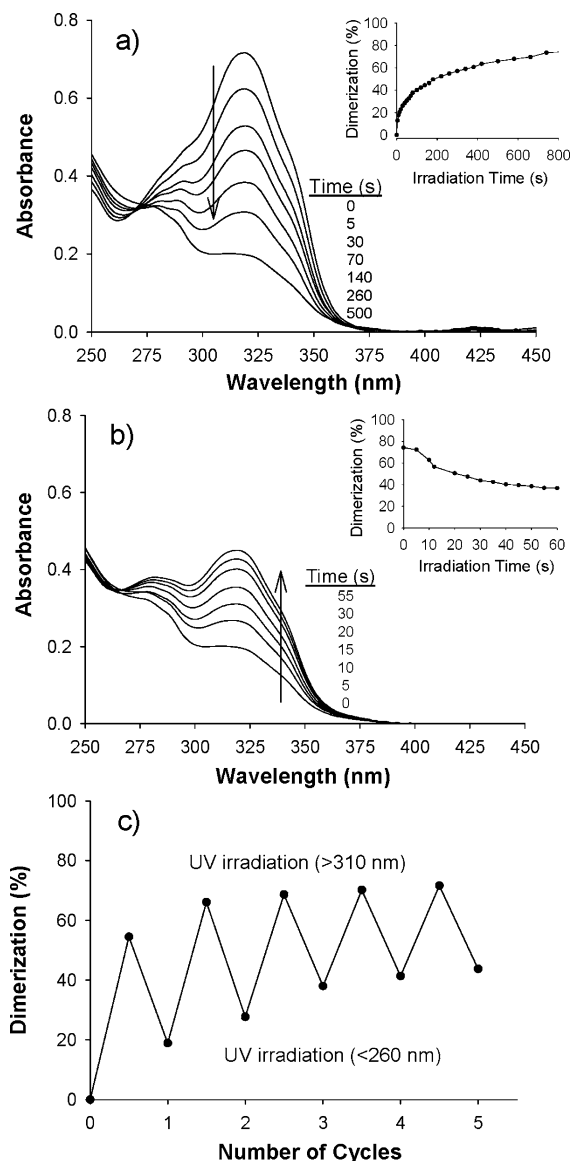 a)
Absorbance
0.8
0.6
0.4
0.2
0.0
250 275 300 325 350 375 400 425 450
Wavelength (nm)
Dimerization (%)
100
80
60
40
20
0
0 200 400 600 800
Irradiation Time (s)
Time (s)
0
5
30
70
140
260
500
b)
Absorbance
0.8
0.6
0.4
0.2
0.0
250 275 300 325 350 375 400 425 450
Wavelength (nm)
Dimerization (%)
100
80
60
40
20
0
0 10 20 30 40 50 60
Irradiation Time (s)
Time (s)
55
30
20
15
10
5
0
c)
Dimerization (%)
100
80
60
40
20
0
UV irradiation (>310 nm)
UV irradiation (<260 nm)
0 1 2 3 4 5
Number of Cycles